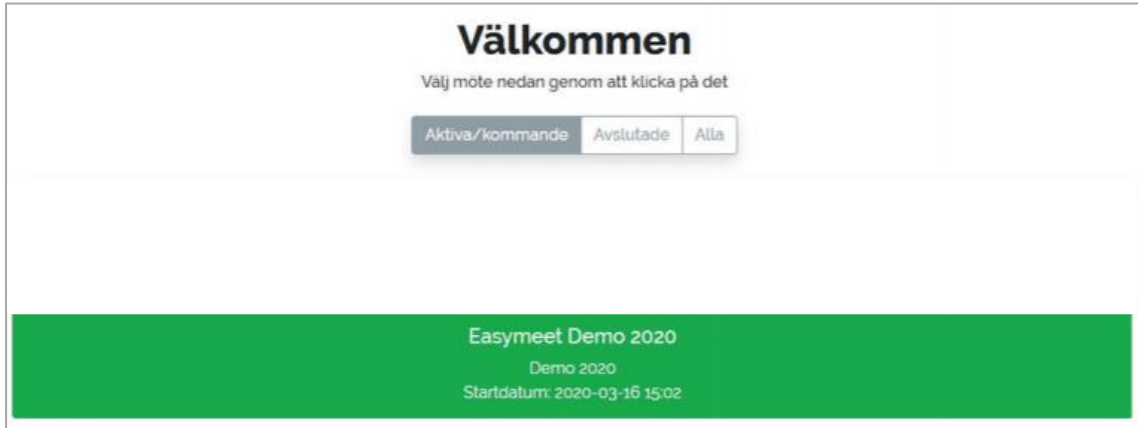 Välkommen
Välj möte nedan genom att klicka på det
Aktiva/kommande Avslutade Alla
Easymeet Demo 2020
Demo 2020
Startdatum: 2020-03-16 15:02